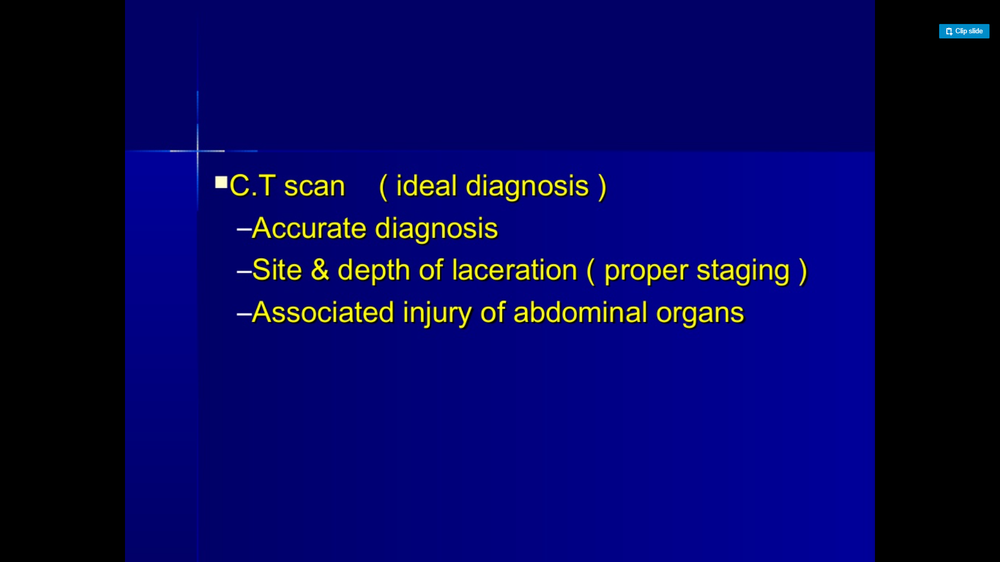 Clip slide
C.T scan ( ideal diagnosis )
–Accurate diagnosis
–Site & depth of laceration ( proper staging )
–Associated injury of abdominal organs